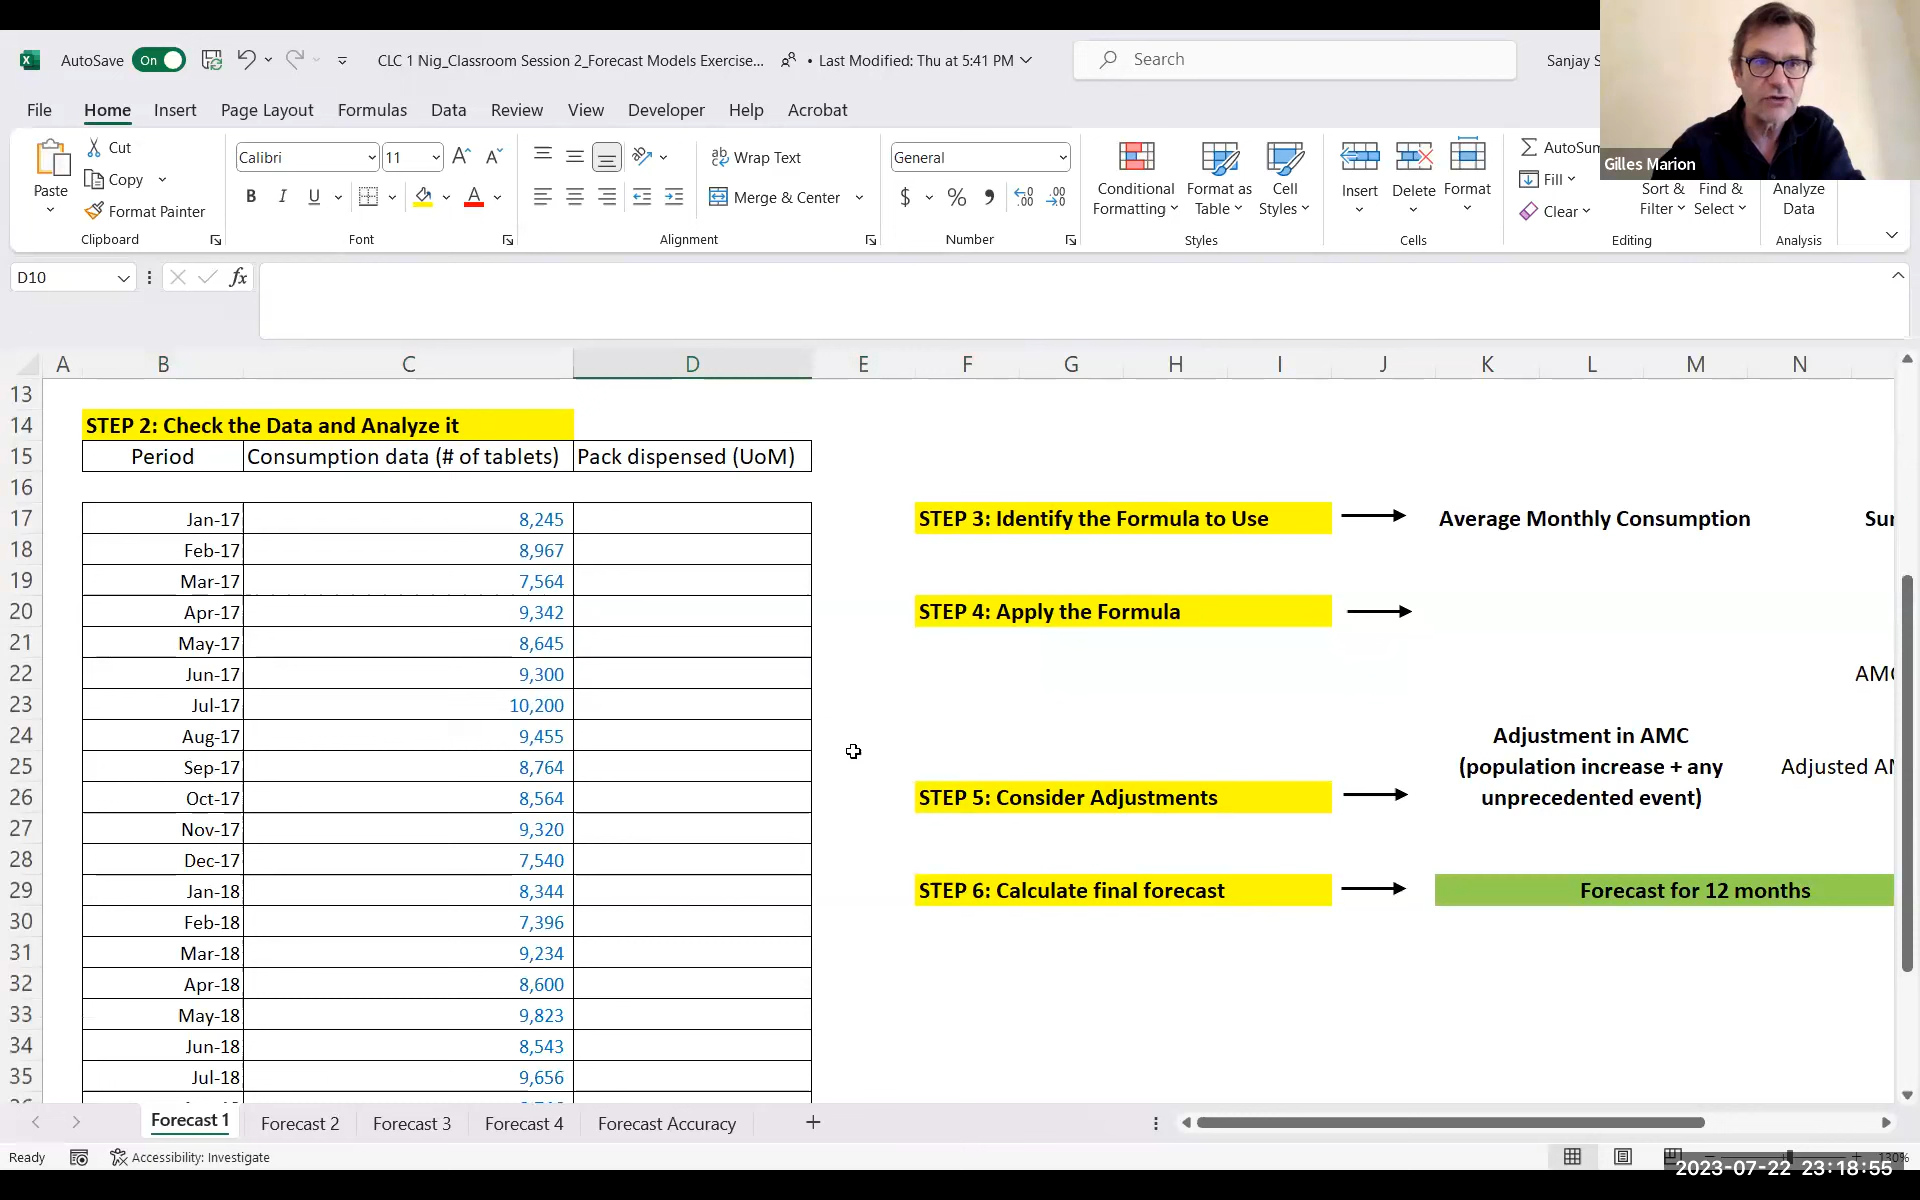 AutoSave On CLC 1 Nig_Classroom Session 2_Forecast Models Exercise... • Last Modified: Thu at 5:41 PM Search Sanjay S
Gilles Marion
File Home Insert Page Layout Formulas Data Review View Developer Help Acrobat
Paste Cut
Copy
Format Painter
Clipboard
Calibri 11
B I U A
Font
Wrap Text
Merge & Center
Alignment
General
$ % 9
Number
Conditional Formatting
Format as Table
Cell Styles
Styles
Insert Delete Format
Cells
AutoSum
Fill
Clear
Sort & Filter
Find & Select
Editing
Analyze Data
Analysis
D10 fx
A B C D E F G H I J K L M N
13
14 STEP 2: Check the Data and Analyze it
15 Period Consumption data (# of tablets) Pack dispensed (UoM)
16
17 Jan-17 8,245 STEP 3: Identify the Formula to Use Average Monthly Consumption Sur
18 Feb-17 8,967
19 Mar-17 7,564
20 Apr-17 9,342 STEP 4: Apply the Formula
21 May-17 8,645
22 Jun-17 9,300 AMC
23 Jul-17 10,200
24 Aug-17 9,455 Adjustment in AMC
25 Sep-17 8,764 (population increase + any Adjusted AM
26 Oct-17 8,564 STEP 5: Consider Adjustments unprecedented event)
27 Nov-17 9,320
28 Dec-17 7,540
29 Jan-18 8,344 STEP 6: Calculate final forecast Forecast for 12 months
30 Feb-18 7,396
31 Mar-18 9,234
32 Apr-18 8,600
33 May-18 9,823
34 Jun-18 8,543
35 Jul-18 9,656
Forecast 1 Forecast 2 Forecast 3 Forecast 4 Forecast Accuracy
Ready Accessibility: Investigate 130%
2023-07-22 23:18:55